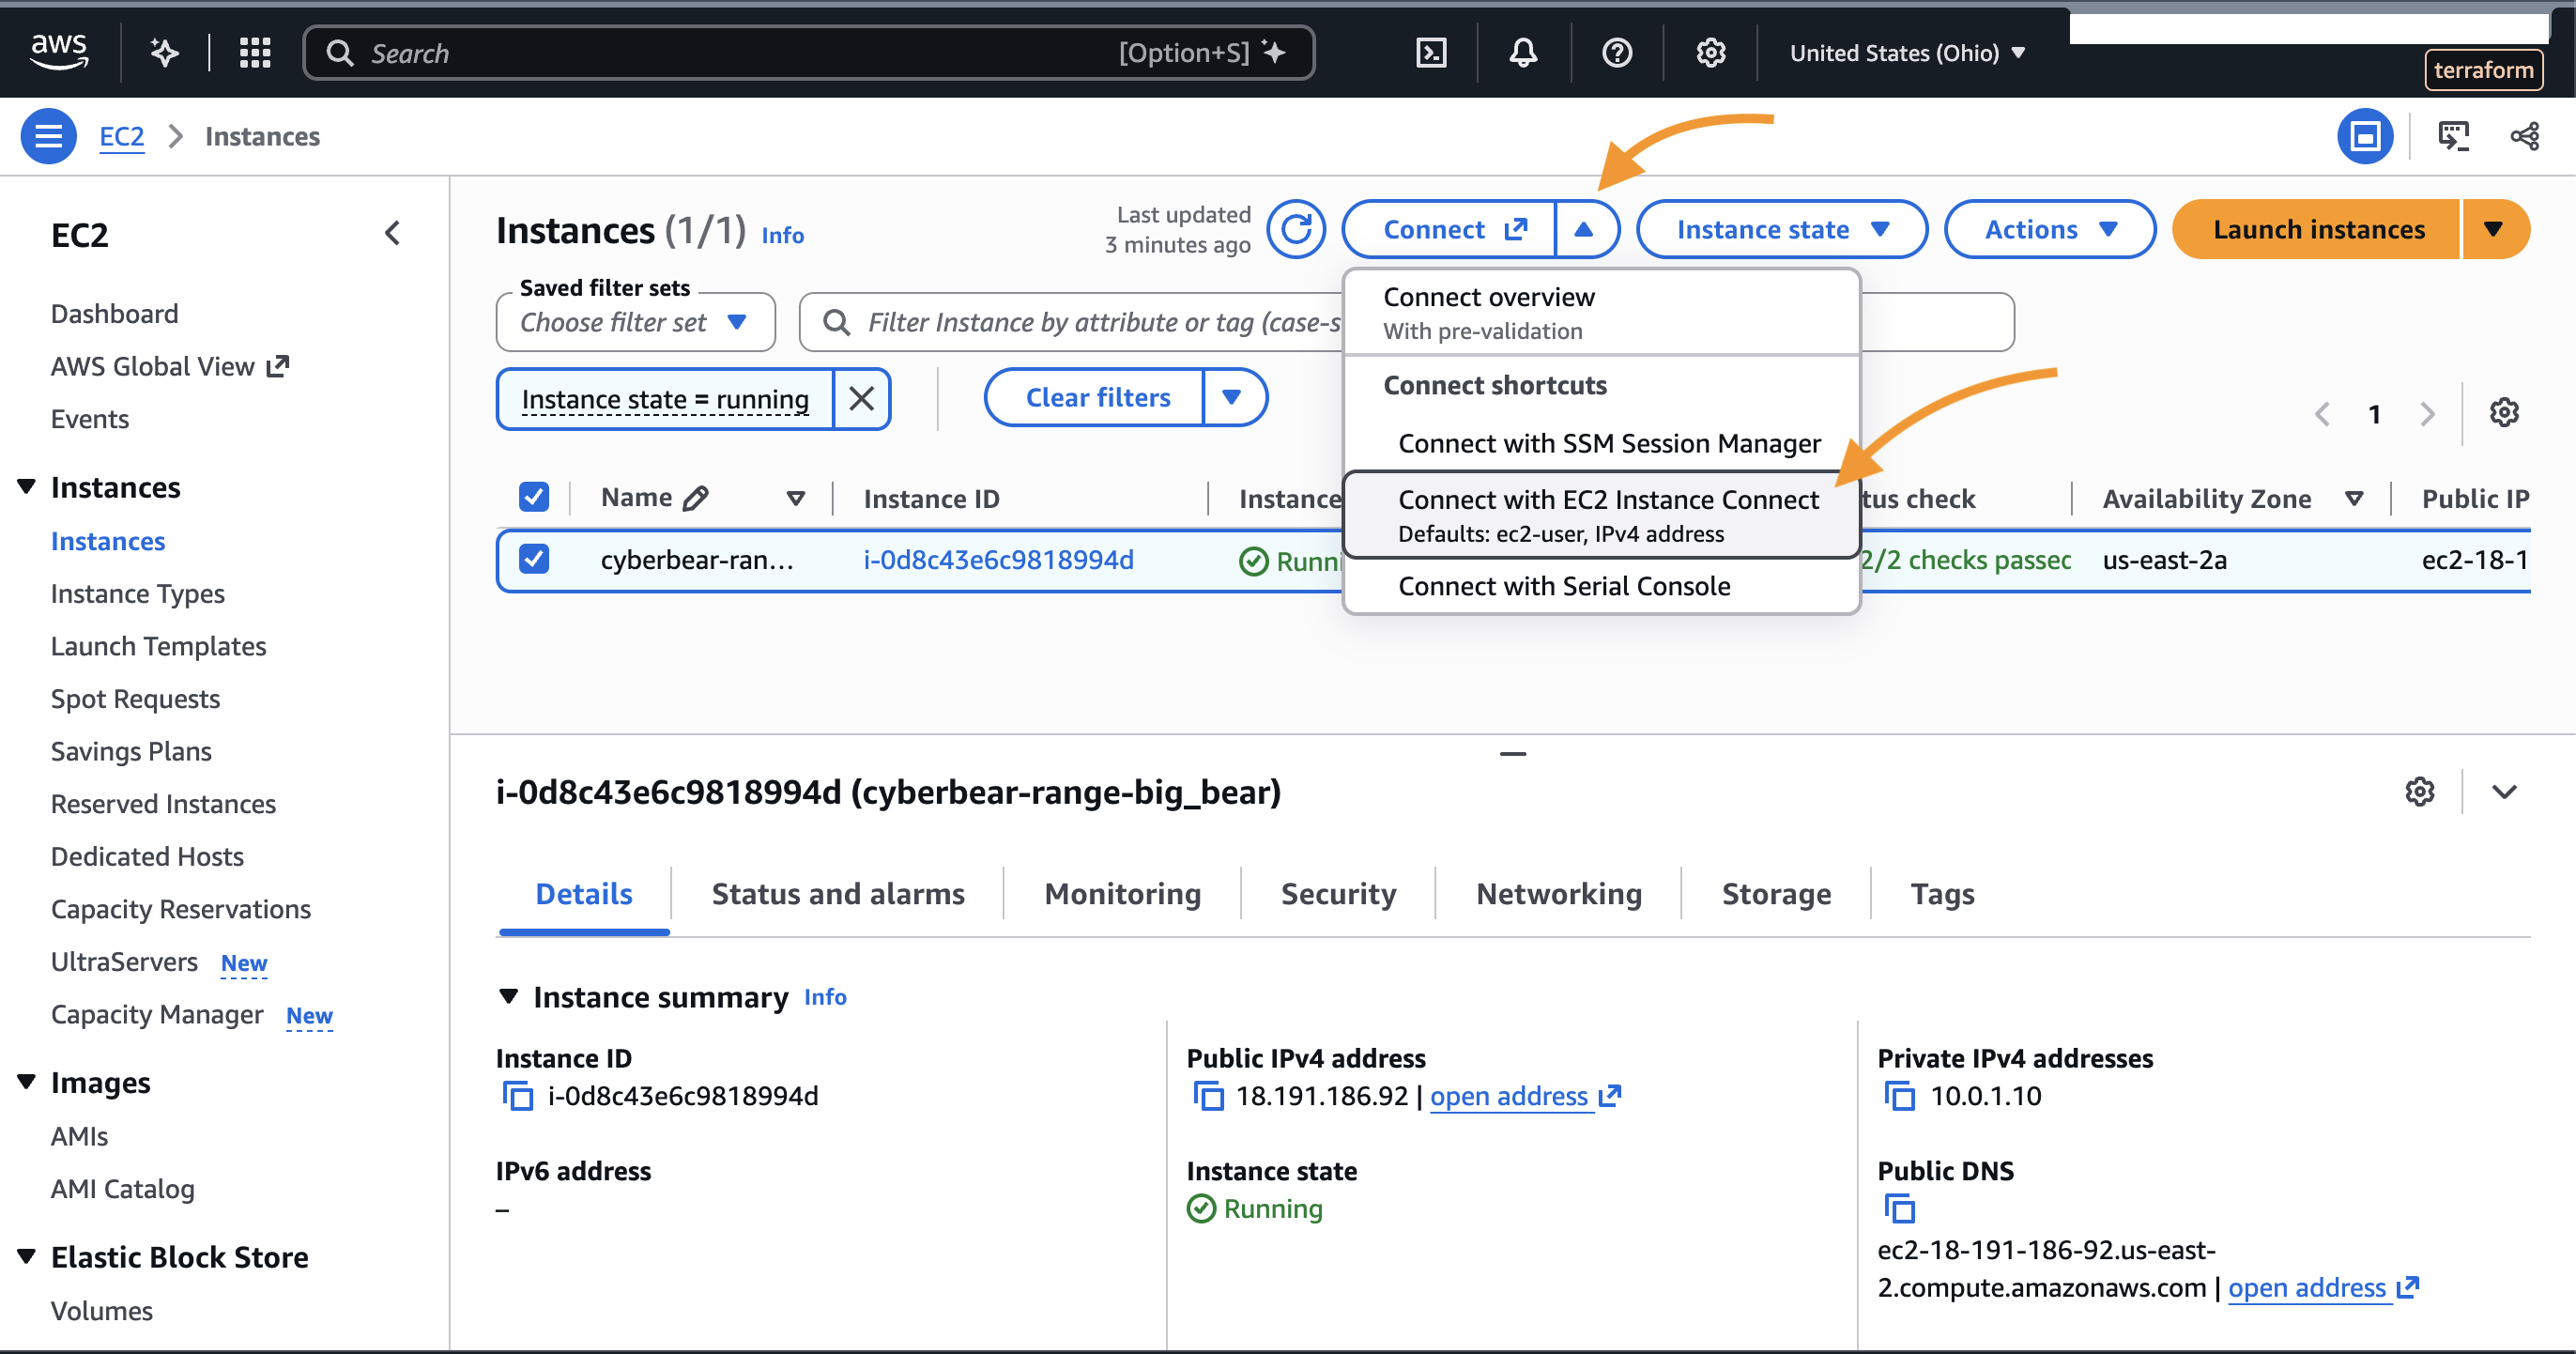 aws
Search [Option+S]
United States (Ohio)
terraform
EC2 > Instances
EC2
Dashboard
AWS Global View
Events
Instances
Instances
Instance Types
Launch Templates
Spot Requests
Savings Plans
Reserved Instances
Dedicated Hosts
Capacity Reservations
UltraServers New
Capacity Manager New
Images
AMIs
AMI Catalog
Elastic Block Store
Volumes
Instances (1/1) Info
Last updated
3 minutes ago
Connect
Instance state
Actions
Launch instances
Saved filter sets
Choose filter set
Filter Instance by attribute or tag (case-s
Instance state = running
Clear filters
1
Connect overview
With pre-validation
Connect shortcuts
Connect with SSM Session Manager
Connect with EC2 Instance Connect
Defaults: ec2-user, IPv4 address
Connect with Serial Console
Name Instance ID Instance tus check Availability Zone Public IP
cyberbear-ran... i-0d8c43e6c9818994d Runni 2/2 checks passed us-east-2a ec2-18-1
i-0d8c43e6c9818994d (cyberbear-range-big_bear)
Details Status and alarms Monitoring Security Networking Storage Tags
Instance summary Info
Instance ID
i-0d8c43e6c9818994d
IPv6 address
–
Public IPv4 address
18.191.186.92 | open address
Instance state
Running
Private IPv4 addresses
10.0.1.10
Public DNS
ec2-18-191-186-92.us-east-
2.compute.amazonaws.com | open address